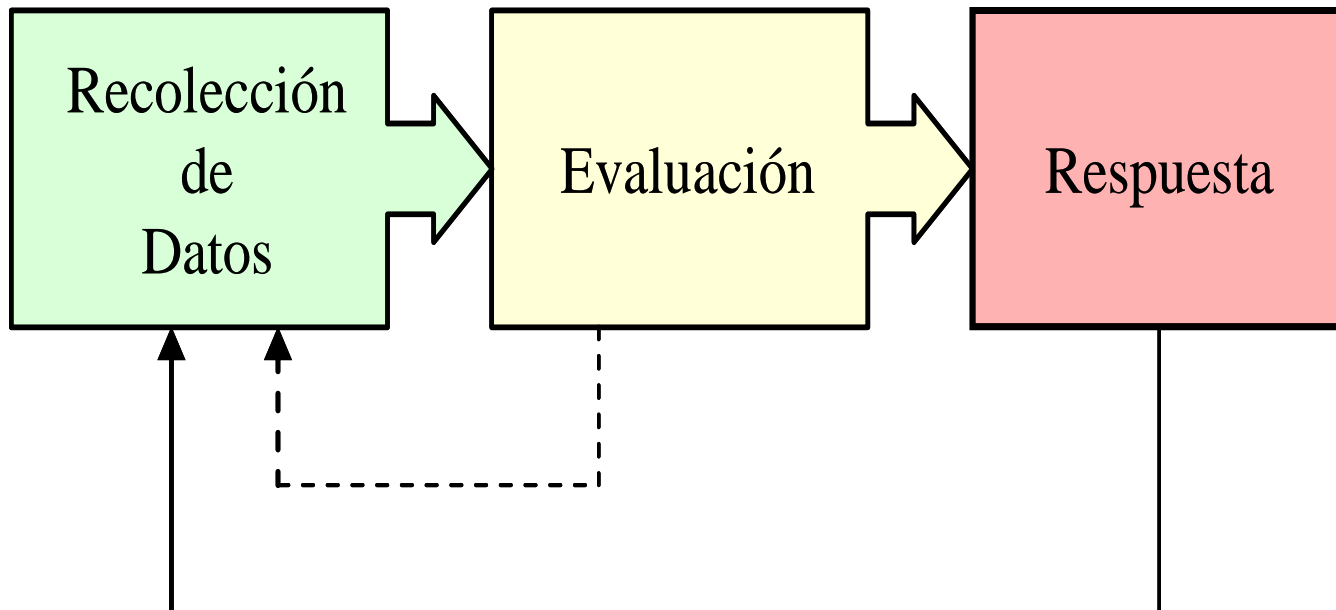 Recolección
de
Datos
Evaluación
Respuesta